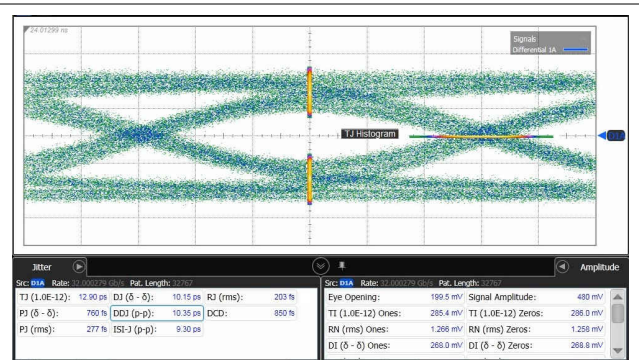 24.01299 ns
Signals
Differential 1A
TJ Histogram
Jitter
Amplitude
Src: D1A Rate: 32.000279 Gb/s Pat. Length: 32767
TJ (1.0E-12): 12.90 ps DJ (δ - δ): 10.15 ps RJ (rms): 203 fs
PJ (δ - δ): 760 fs DDJ (p-p): 10.35 ps DCD: 850 fs
PJ (rms): 277 fs ISI-J (p-p): 9.30 ps
Src: D1A Rate: 32.000279 Gb/s Pat. Length: 32767
Eye Opening: 199.5 mV Signal Amplitude: 480 mV
TI (1.0E-12) Ones: 285.4 mV TI (1.0E-12) Zeros: 286.0 mV
RN (rms) Ones: 1.266 mV RN (rms) Zeros: 1.258 mV
DI (δ - δ) Ones: 268.0 mV DI (δ - δ) Zeros: 268.8 mV